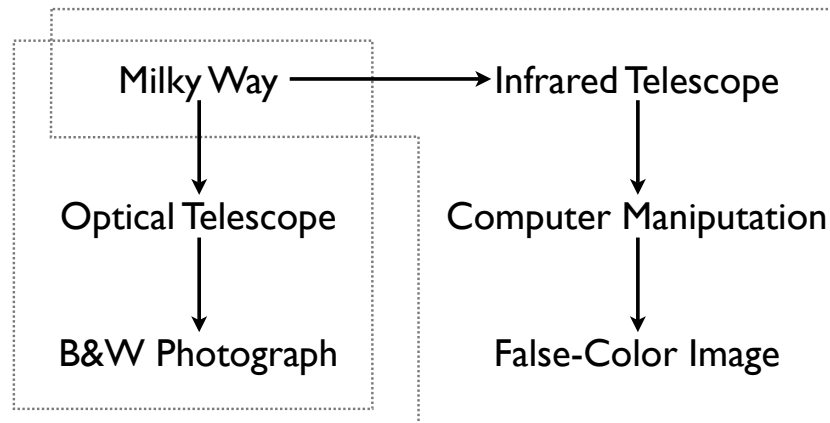 Milky Way
Infrared Telescope
Optical Telescope
Computer Maniputation
B&W Photograph
False-Color Image